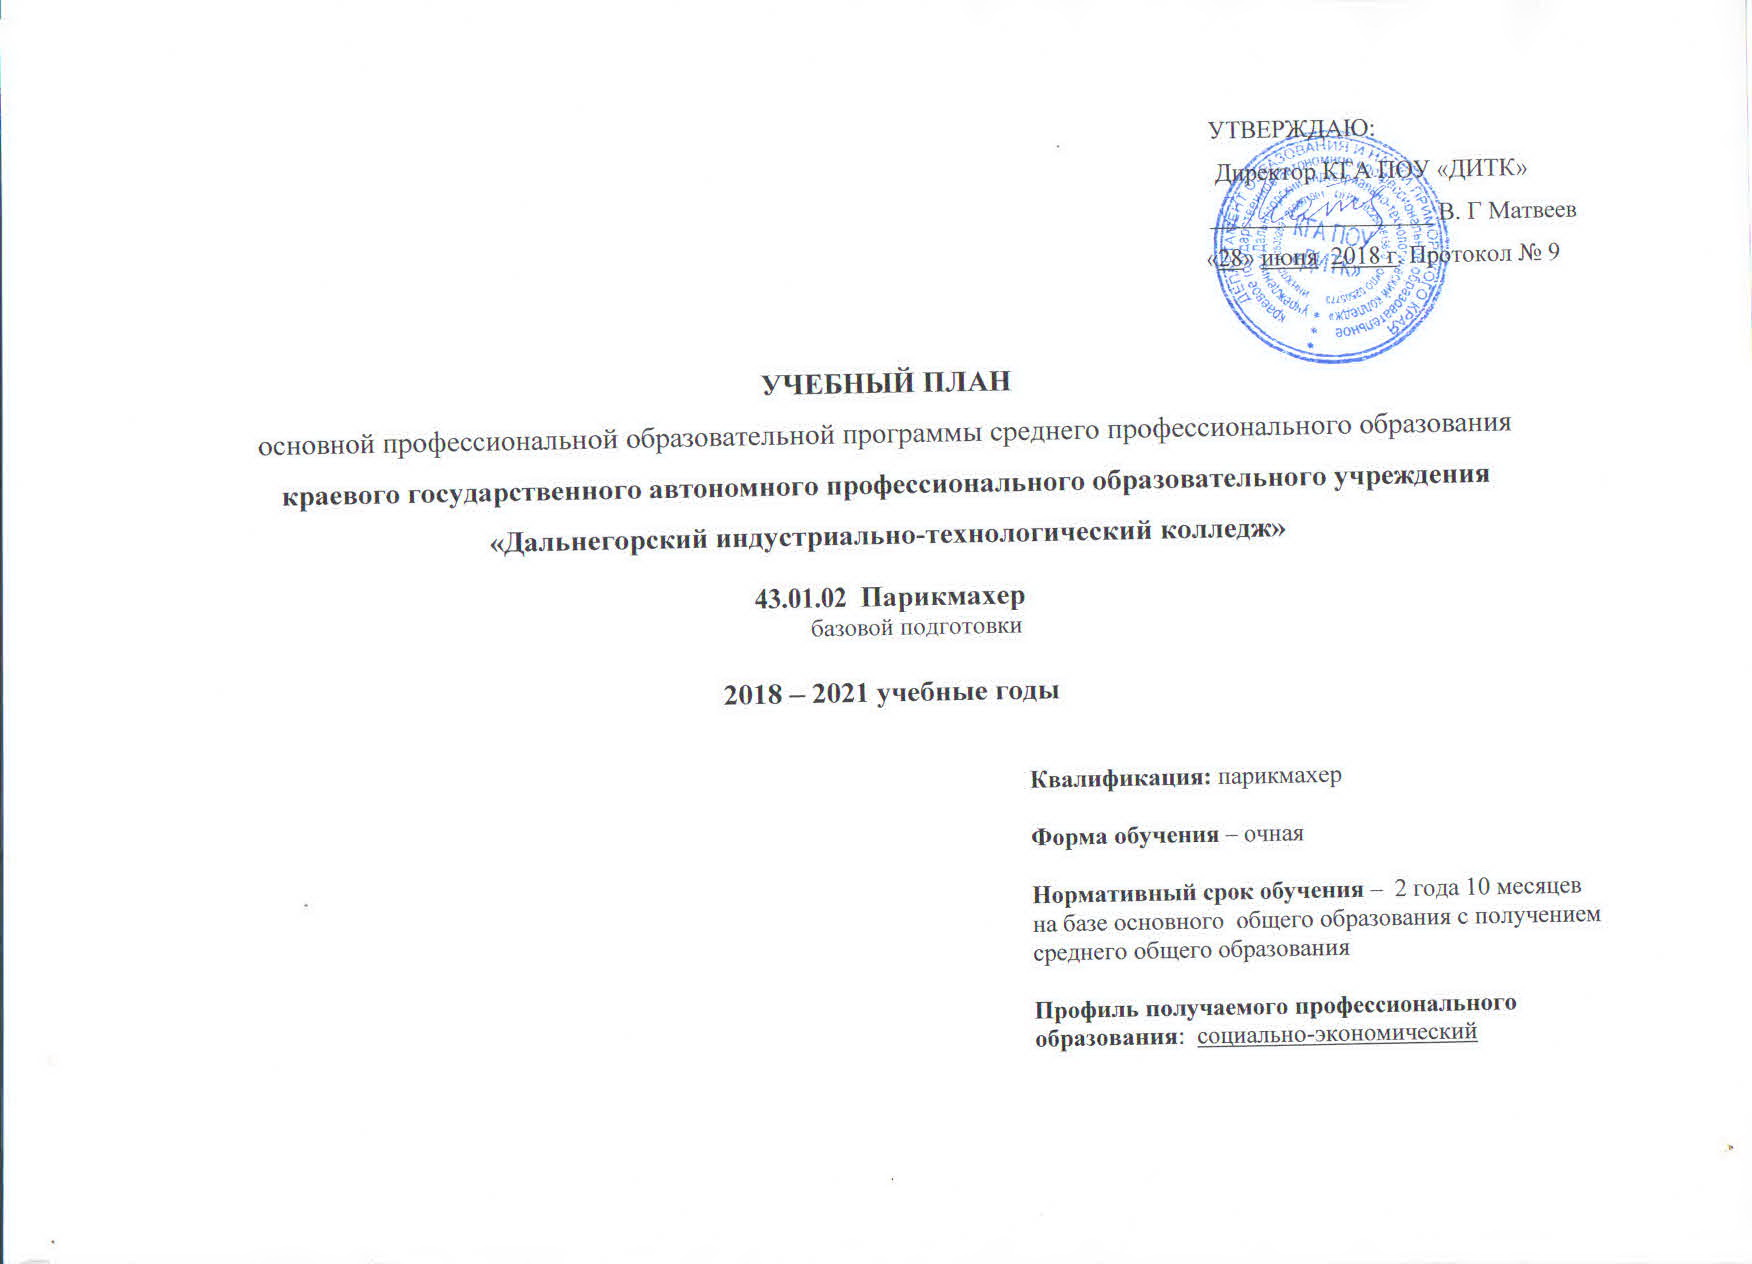 УТВЕРЖДАЮ:
Директор КГА ПОУ «ДИТК»
В. Г Матвеев
«28» июня 2018 г. Протокол № 9
КГА ПОУ
«ДИТК»
УЧЕБНЫЙ ПЛАН
основной профессиональной образовательной программы среднего профессионального образования
краевого государственного автономного профессионального образовательного учреждения
«Дальнегорский индустриально-технологический колледж»
43.01.02 Парикмахер
базовой подготовки
2018 – 2021 учебные годы
Квалификация: парикмахер
Форма обучения – очная
Нормативный срок обучения – 2 года 10 месяцев
на базе основного общего образования с получением
среднего общего образования
Профиль получаемого профессионального
образования: социально-экономический